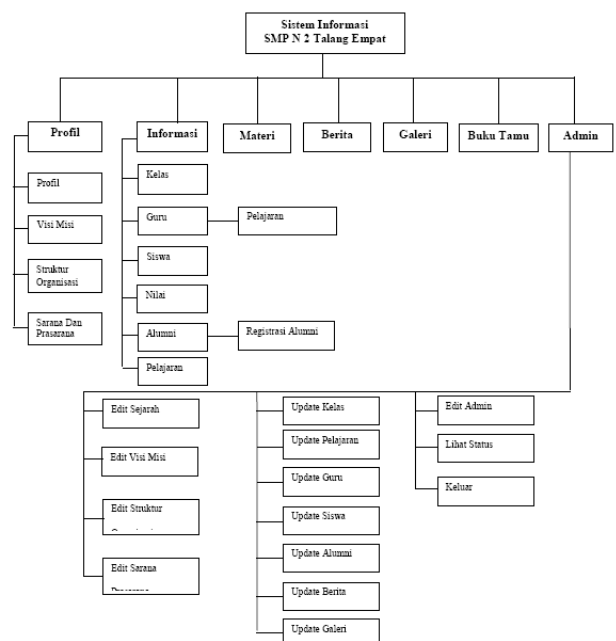 Sistem Informasi
SMP N 2 Talang Empat
Profil
Informasi
Materi
Berita
Galeri
Buku Tamu
Admin
Profil
Visi Misi
Struktur
Organisasi
Sarana Dan
Prasarana
Kelas
Guru
Pelajaran
Siswa
Nilai
Alumni
Registrasi Alumni
Pelajaran
Edit Sejarah
Edit Visi Misi
Edit Struktur
Edit Sarana
Update Kelas
Update Pelajaran
Update Guru
Update Siswa
Update Alumni
Update Berita
Update Galeri
Edit Admin
Lihat Status
Keluar